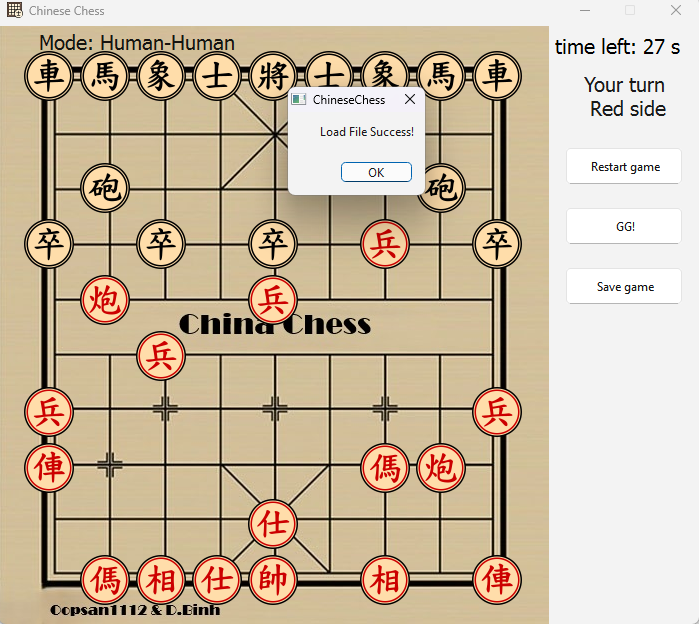 Chinese Chess
Mode: Human-Human
time left: 27 s
Your turn
Red side
車 馬 象 士 將 士 象 馬 車
ChineseChess
Load File Success!
OK
Restart game
GG!
Save game
砲 砲
卒 卒 卒 兵 卒
炮 兵
China Chess
兵
兵 兵
俥 傌 炮
仕
傌 相 仕 帥 相 俥
Oopsan1112 & D.Binh